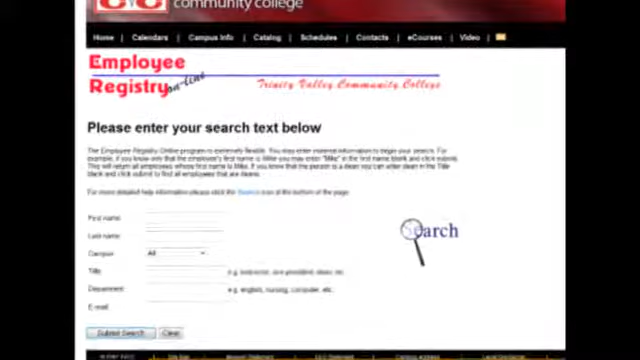 community college
Home Calendars Campus Info Catalog Schedules Contacts eCourses Video
Employee
Registry on-line
Trinity Valley Community College
Please enter your search text below
The Employee Registry Online program is extremely flexible. You may enter minimal information to begin your search. For
example, if you know only that the employee's first name is Mike you may enter "Mike" in the first name blank and click submit.
This will return all employees whose first name is Mike. If you know that the person is a dean you can enter dean in the Title
blank and click submit to find all employees that are deans.
For more detailed help information please click the Search icon at the bottom of the page.
First name
Search
Last name
Campus All
Title e.g. instructor, vice president, dean, etc.
Department e.g. english, nursing, computer, etc.
E-mail
Submit Search Clear
Site Map